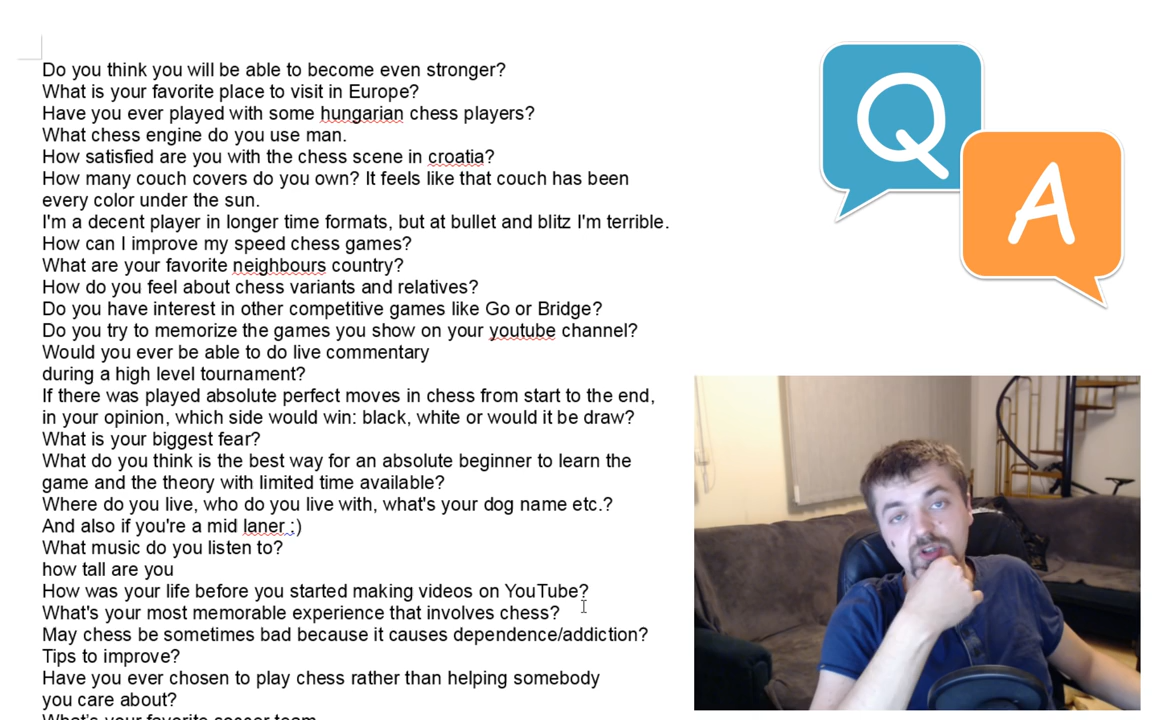 Do you think you will be able to become even stronger?
What is your favorite place to visit in Europe?
Have you ever played with some hungarian chess players?
What chess engine do you use man.
How satisfied are you with the chess scene in croatia?
How many couch covers do you own? It feels like that couch has been
every color under the sun.
I'm a decent player in longer time formats, but at bullet and blitz I'm terrible.
How can I improve my speed chess games?
What are your favorite neighbours country?
How do you feel about chess variants and relatives?
Do you have interest in other competitive games like Go or Bridge?
Do you try to memorize the games you show on your youtube channel?
Would you ever be able to do live commentary
during a high level tournament?
If there was played absolute perfect moves in chess from start to the end,
in your opinion, which side would win: black, white or would it be draw?
What is your biggest fear?
What do you think is the best way for an absolute beginner to learn the
game and the theory with limited time available?
Where do you live, who do you live with, what's your dog name etc.?
And also if you're a mid laner ;)
What music do you listen to?
how tall are you
How was your life before you started making videos on YouTube?
What's your most memorable experience that involves chess?
May chess be sometimes bad because it causes dependence/addiction?
Tips to improve?
Have you ever chosen to play chess rather than helping somebody
you care about?
What's your favorite soccer team
Q
A